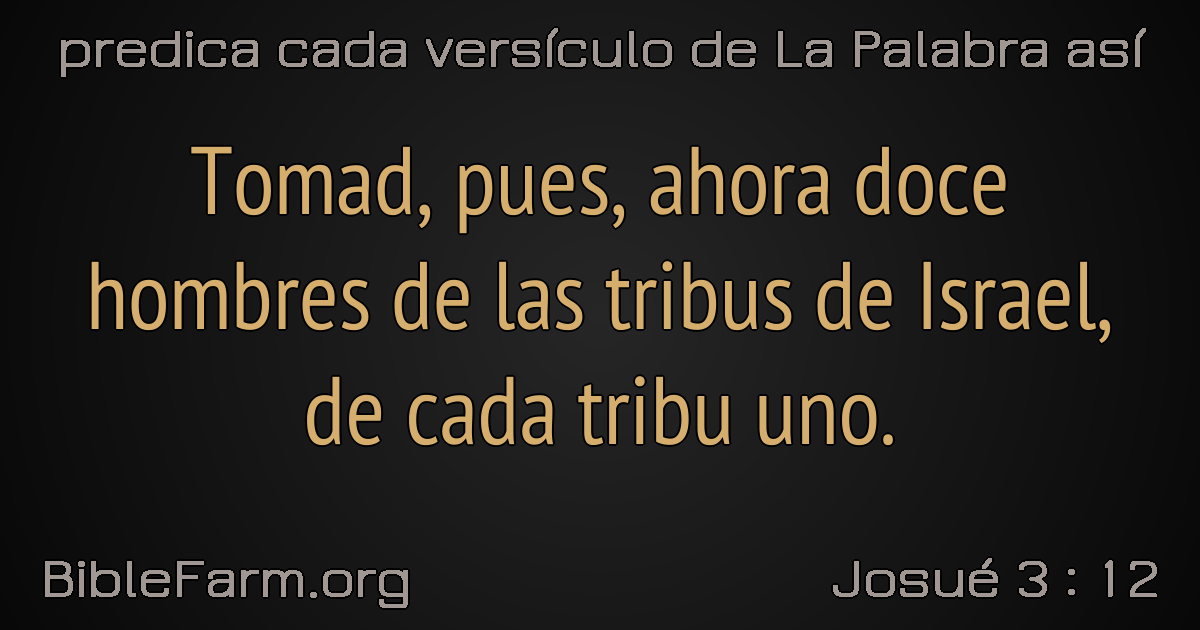 predica cada versículo de La Palabra así
Tomad, pues, ahora doce
hombres de las tribus de Israel,
de cada tribu uno.
BibleFarm.org
Josué 3 : 12